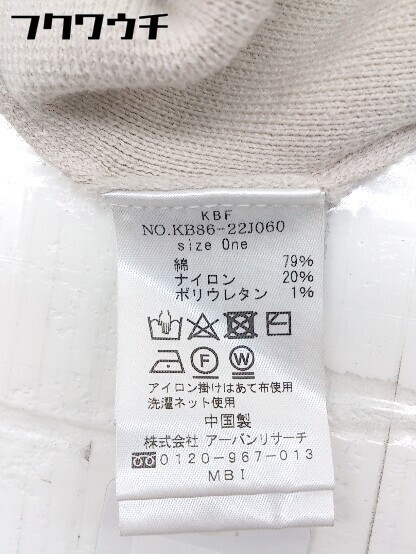 フクワウチ
KBF
NO.KB86-22J060
size One
綿 79%
ナイロン 20%
ポリウレタン 1%
F W
アイロン掛けはあて布使用
洗濯ネット使用
中国製
株式会社 アーバンリサーチ
0120-967-013
MBI